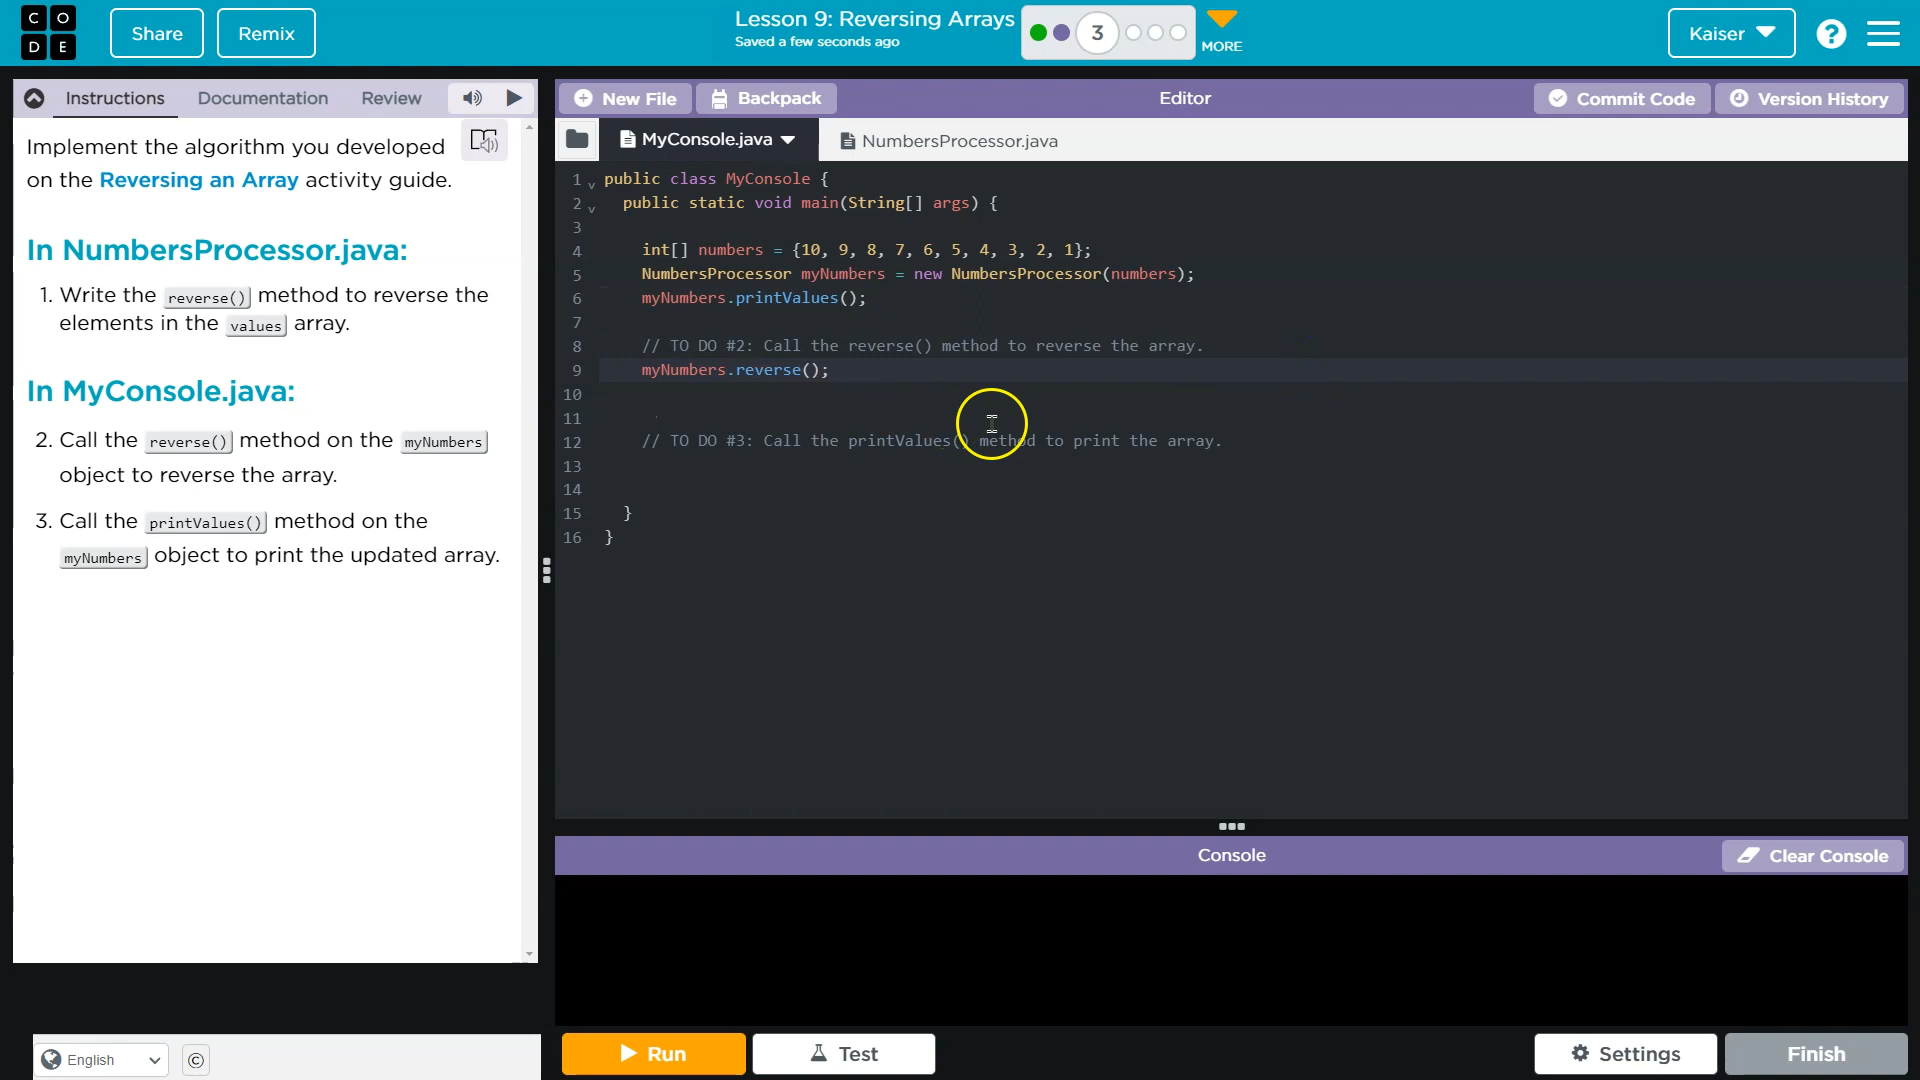 C O
D E
Share
Remix
Lesson 9: Reversing Arrays
Saved a few seconds ago
3
MORE
Kaiser
?
Instructions
Documentation
Review
Implement the algorithm you developed
on the Reversing an Array activity guide.
In NumbersProcessor.java:
1. Write the reverse() method to reverse the
elements in the values array.
In MyConsole.java:
2. Call the reverse() method on the myNumbers
object to reverse the array.
3. Call the printValues() method on the
myNumbers object to print the updated array.
English
©
New File
Backpack
Editor
Commit Code
Version History
MyConsole.java
NumbersProcessor.java
1 public class MyConsole {
2 public static void main(String[] args) {
3
4 int[] numbers = {10, 9, 8, 7, 6, 5, 4, 3, 2, 1};
5 NumbersProcessor myNumbers = new NumbersProcessor(numbers);
6 myNumbers.printValues();
7
8 // TO DO #2: Call the reverse() method to reverse the array.
9 myNumbers.reverse();
10
11
12 // TO DO #3: Call the printValues() method to print the array.
13
14
15 }
16 }
Console
Clear Console
Run
Test
Settings
Finish